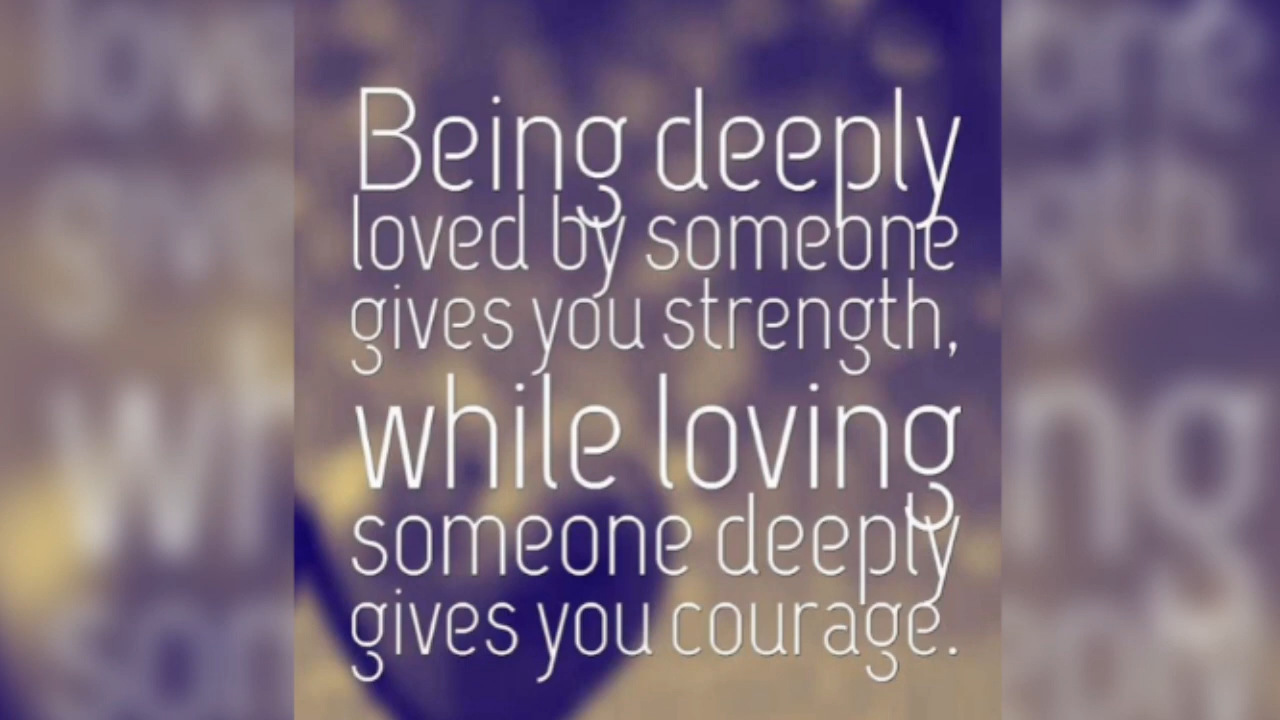 Being deeply
loved by someone
gives you strength,
while loving
someone deeply
gives you courage.